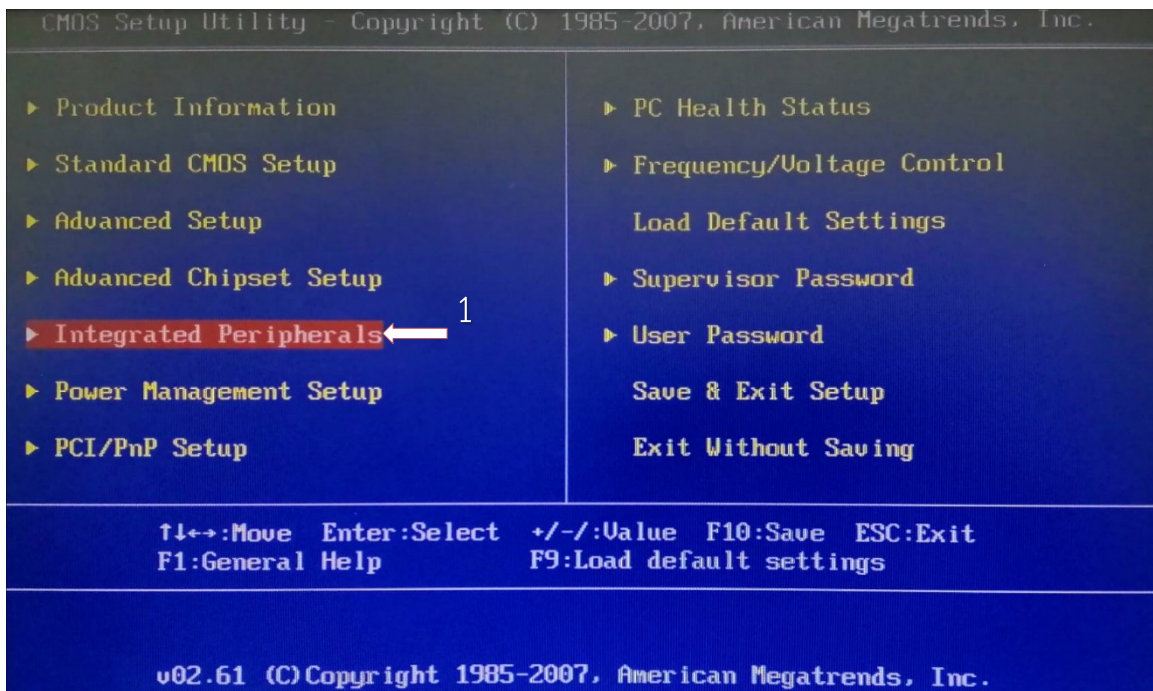 CMOS Setup Utility - Copyright (C) 1985-2007, American Megatrends, Inc.
Product Information
Standard CMOS Setup
Advanced Setup
Advanced Chipset Setup
Integrated Peripherals
1
Power Management Setup
PCI/PnP Setup
PC Health Status
Frequency/Voltage Control
Load Default Settings
Supervisor Password
User Password
Save & Exit Setup
Exit Without Saving
↑↓←→:Move Enter:Select +/-/:Value F10:Save ESC:Exit
F1:General Help F9:Load default settings
v02.61 (C)Copyright 1985-2007, American Megatrends, Inc.